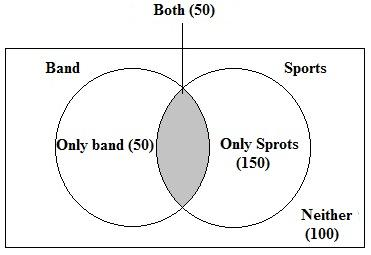 Both (50)
Band
Sports
Only band (50)
Only Sprots
(150)
Neither
(100)